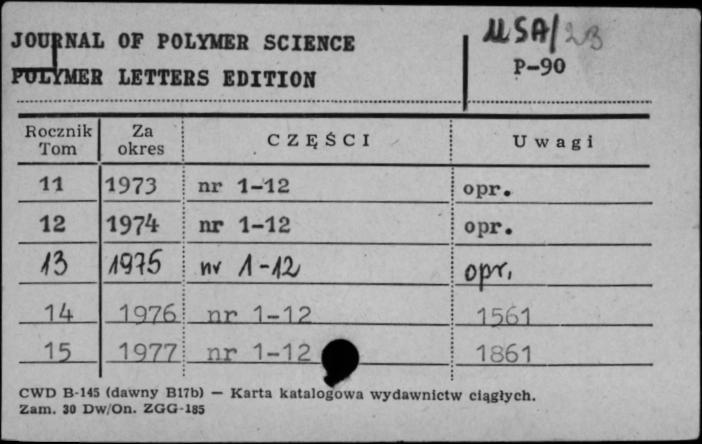 JOURNAL OF POLYMER SCIENCE
USA/23
POLYMER LETTERS EDITION
P-90
Rocznik Tom Za okres CZĘŚCI Uwagi
11 1973 nr 1-12 opr.
12 1974 nr 1-12 opr.
13 1975 nr 1-12 opr.
14 1976 nr 1-12 1561
15 1977 nr 1-12 1861
CWD B-145 (dawny B17b) — Karta katalogowa wydawnictw ciągłych.
Zam. 30 Dw/On. ZGG-185